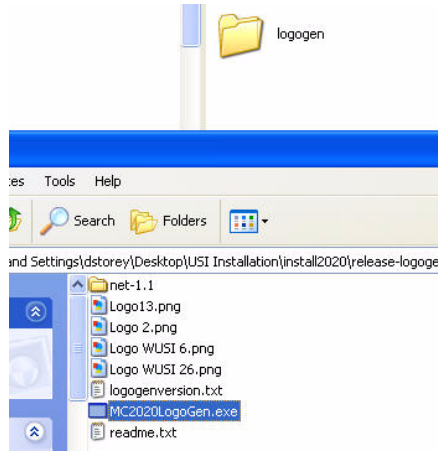 logogen
tes Tools Help
Search Folders
and Settings\dstorey\Desktop\USI Installation\install2020\release-logoge
net-1.1
Logo13.png
Logo 2.png
Logo WUSI 6.png
Logo WUSI 26.png
logogenversion.txt
MC2020LogoGen.exe
readme.txt